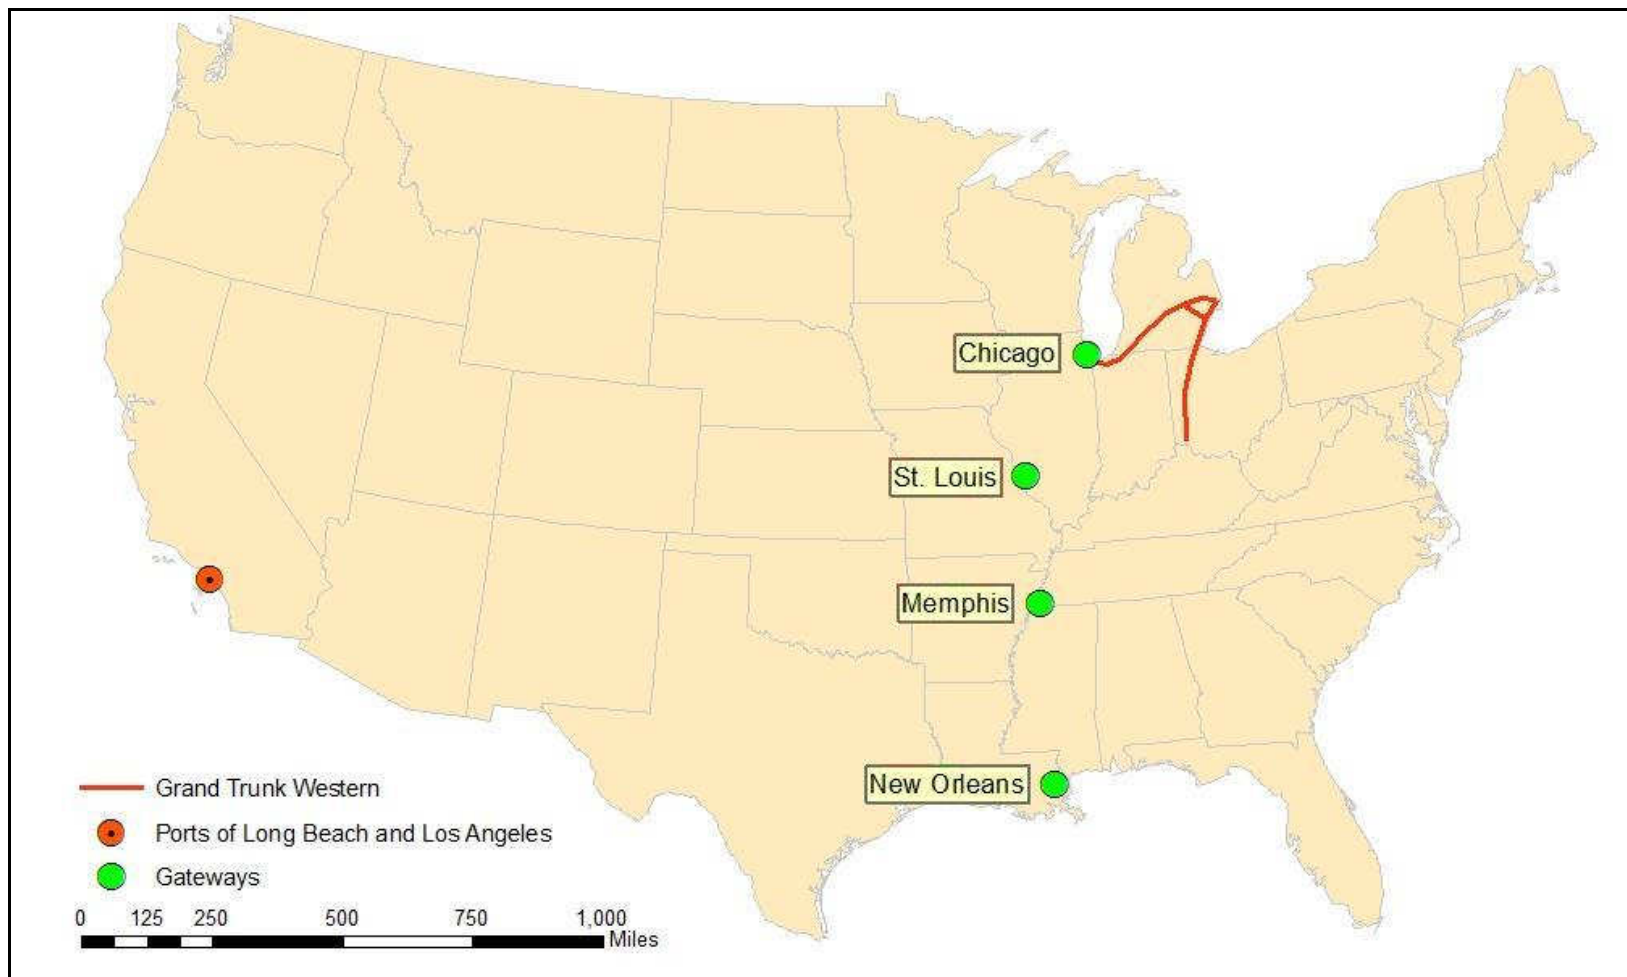 Chicago
St. Louis
Memphis
New Orleans
Grand Trunk Western
Ports of Long Beach and Los Angeles
Gateways
0 125 250 500 750 1,000
Miles